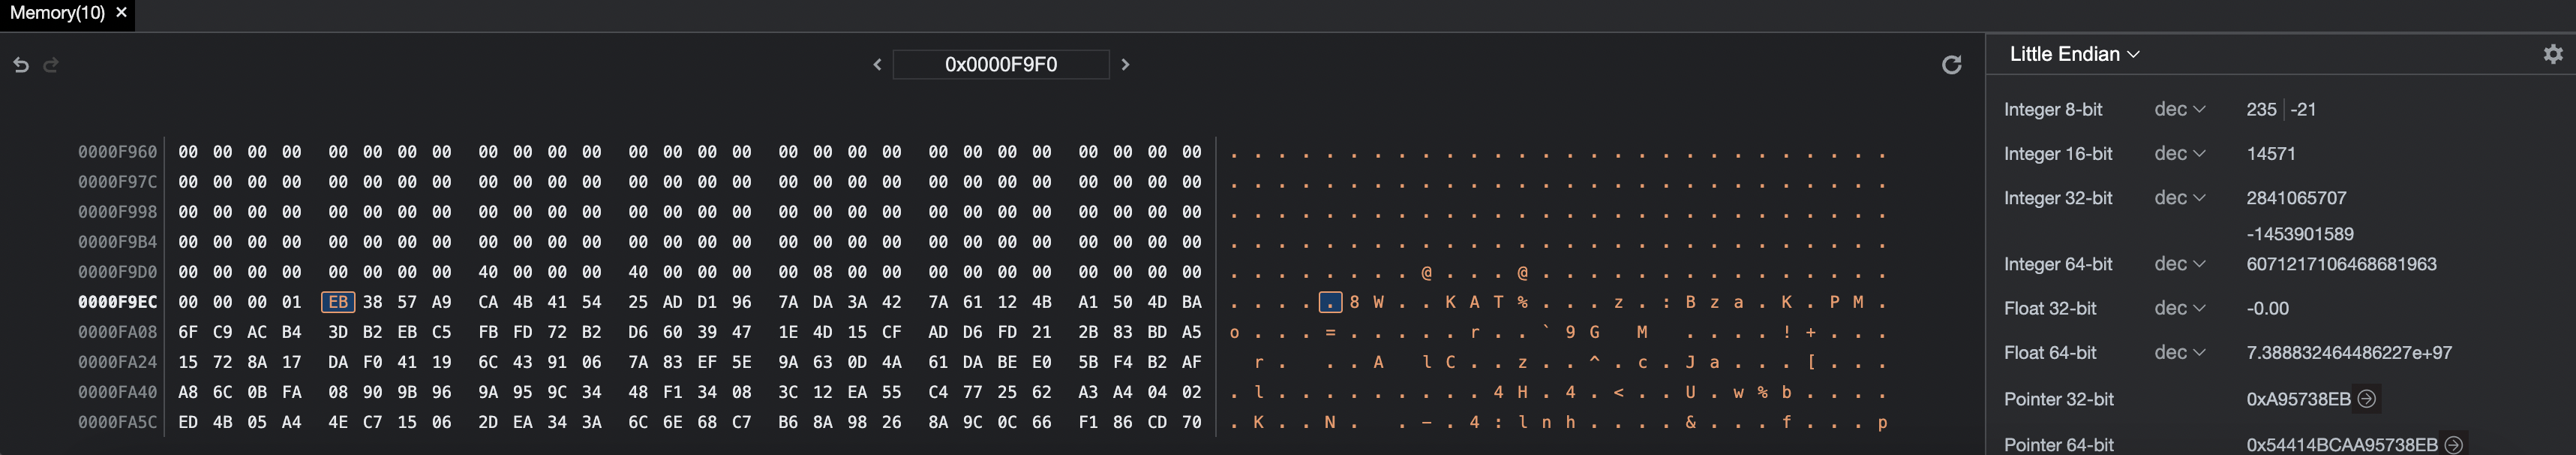 Memory(10) ×
0x0000F9F0
Little Endian
0000F960 00 00 00 00 00 00 00 00 00 00 00 00 00 00 00 00 00 00 00 00 00 00 00 00 00 00 00 00 . . . . . . . . . . . . . . . . . . . . . . . . . . . .
0000F97C 00 00 00 00 00 00 00 00 00 00 00 00 00 00 00 00 00 00 00 00 00 00 00 00 00 00 00 00 . . . . . . . . . . . . . . . . . . . . . . . . . . . .
0000F998 00 00 00 00 00 00 00 00 00 00 00 00 00 00 00 00 00 00 00 00 00 00 00 00 00 00 00 00 . . . . . . . . . . . . . . . . . . . . . . . . . . . .
0000F9B4 00 00 00 00 00 00 00 00 00 00 00 00 00 00 00 00 00 00 00 00 00 00 00 00 00 00 00 00 . . . . . . . . . . . . . . . . . . . . . . . . . . . .
0000F9D0 00 00 00 00 00 00 00 00 40 00 00 00 40 00 00 00 00 08 00 00 00 00 00 00 00 00 00 00 . . . . . . . . @ . . . @ . . . . . . . . . . . . . . .
0000F9EC 00 00 00 01 EB 38 57 A9 CA 4B 41 54 25 AD D1 96 7A DA 3A 42 7A 61 12 4B A1 50 4D BA . . . . . 8 W . . K A T % . . . z . : B z a . K . P M .
0000FA08 6F C9 AC B4 3D B2 EB C5 FB FD 72 B2 D6 60 39 47 1E 4D 15 CF AD D6 FD 21 2B 83 BD A5 o . . . = . . . . . r . . ` 9 G M . . . . ! + . . .
0000FA24 15 72 8A 17 DA F0 41 19 6C 43 91 06 7A 83 EF 5E 9A 63 0D 4A 61 DA BE E0 5B F4 B2 AF r . . . A l C . . z . . ^ . c . J a . . . [ . . .
0000FA40 A8 6C 0B FA 08 90 9B 96 9A 95 9C 34 48 F1 34 08 3C 12 EA 55 C4 77 25 62 A3 A4 04 02 . l . . . . . . . . . 4 H . 4 . < . . U . w % b . . . .
0000FA5C ED 4B 05 A4 4E C7 15 06 2D EA 34 3A 6C 6E 68 C7 B6 8A 98 26 8A 9C 0C 66 F1 86 CD 70 . K . . N . . - . 4 : l n h . . . . & . . . f . . . p
Integer 8-bit dec 235 | -21
Integer 16-bit dec 14571
Integer 32-bit dec 2841065707
-1453901589
Integer 64-bit dec 6071217106468681963
Float 32-bit dec -0.00
Float 64-bit dec 7.388832464486227e+97
Pointer 32-bit 0xA95738EB
Pointer 64-bit 0x54414BCAA95738EB